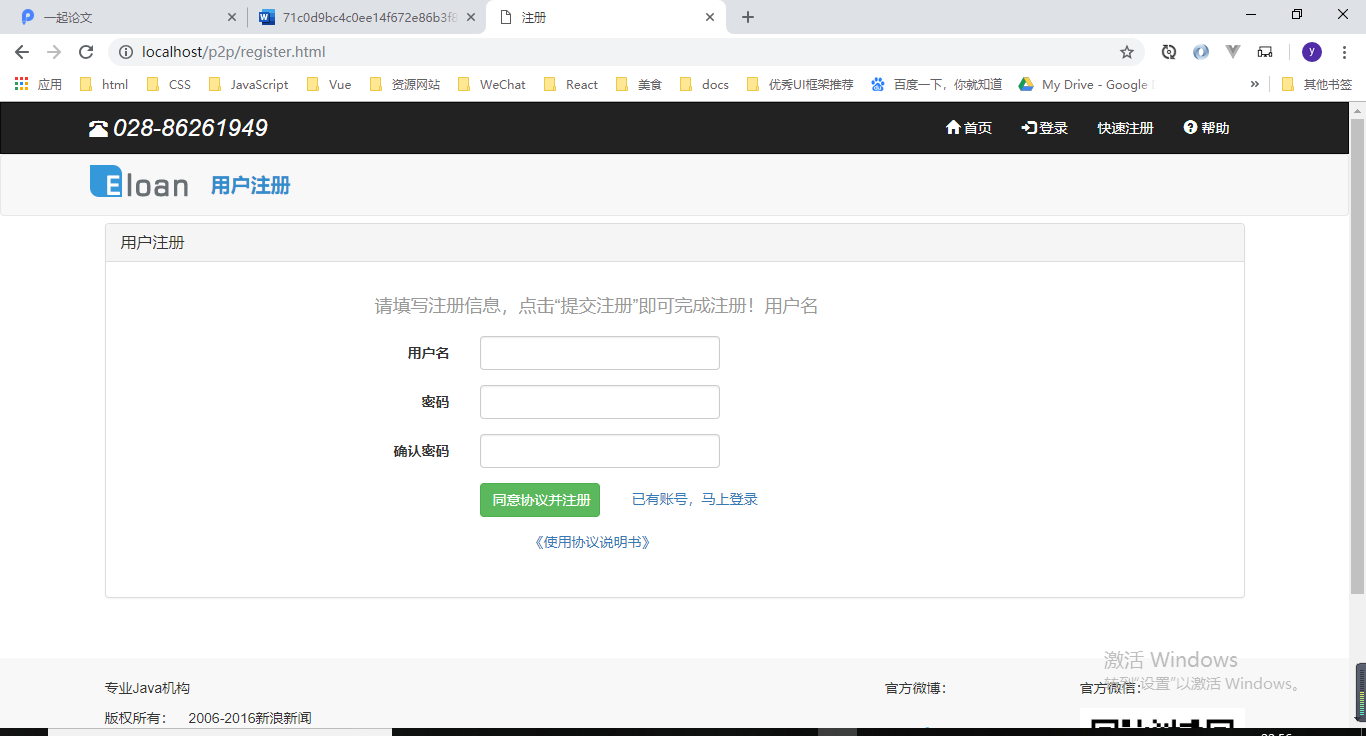 一起论文
71c0d9bc4c0ee14f672e86b3f8
注册
localhost/p2p/register.html
y
应用 html CSS JavaScript Vue 资源网站 WeChat React 美食 docs 优秀UI框架推荐 百度一下，你就知道 My Drive - Google 其他书签
028-86261949 首页 登录 快速注册 帮助
Eloan 用户注册
用户注册
请填写注册信息，点击“提交注册”即可完成注册！用户名
用户名
密码
确认密码
同意协议并注册 已有账号，马上登录
《使用协议说明书》
激活 Windows
转到"设置"以激活 Windows。
专业Java机构 官方微博： 官方微信：
版权所有： 2006-2016新浪新闻